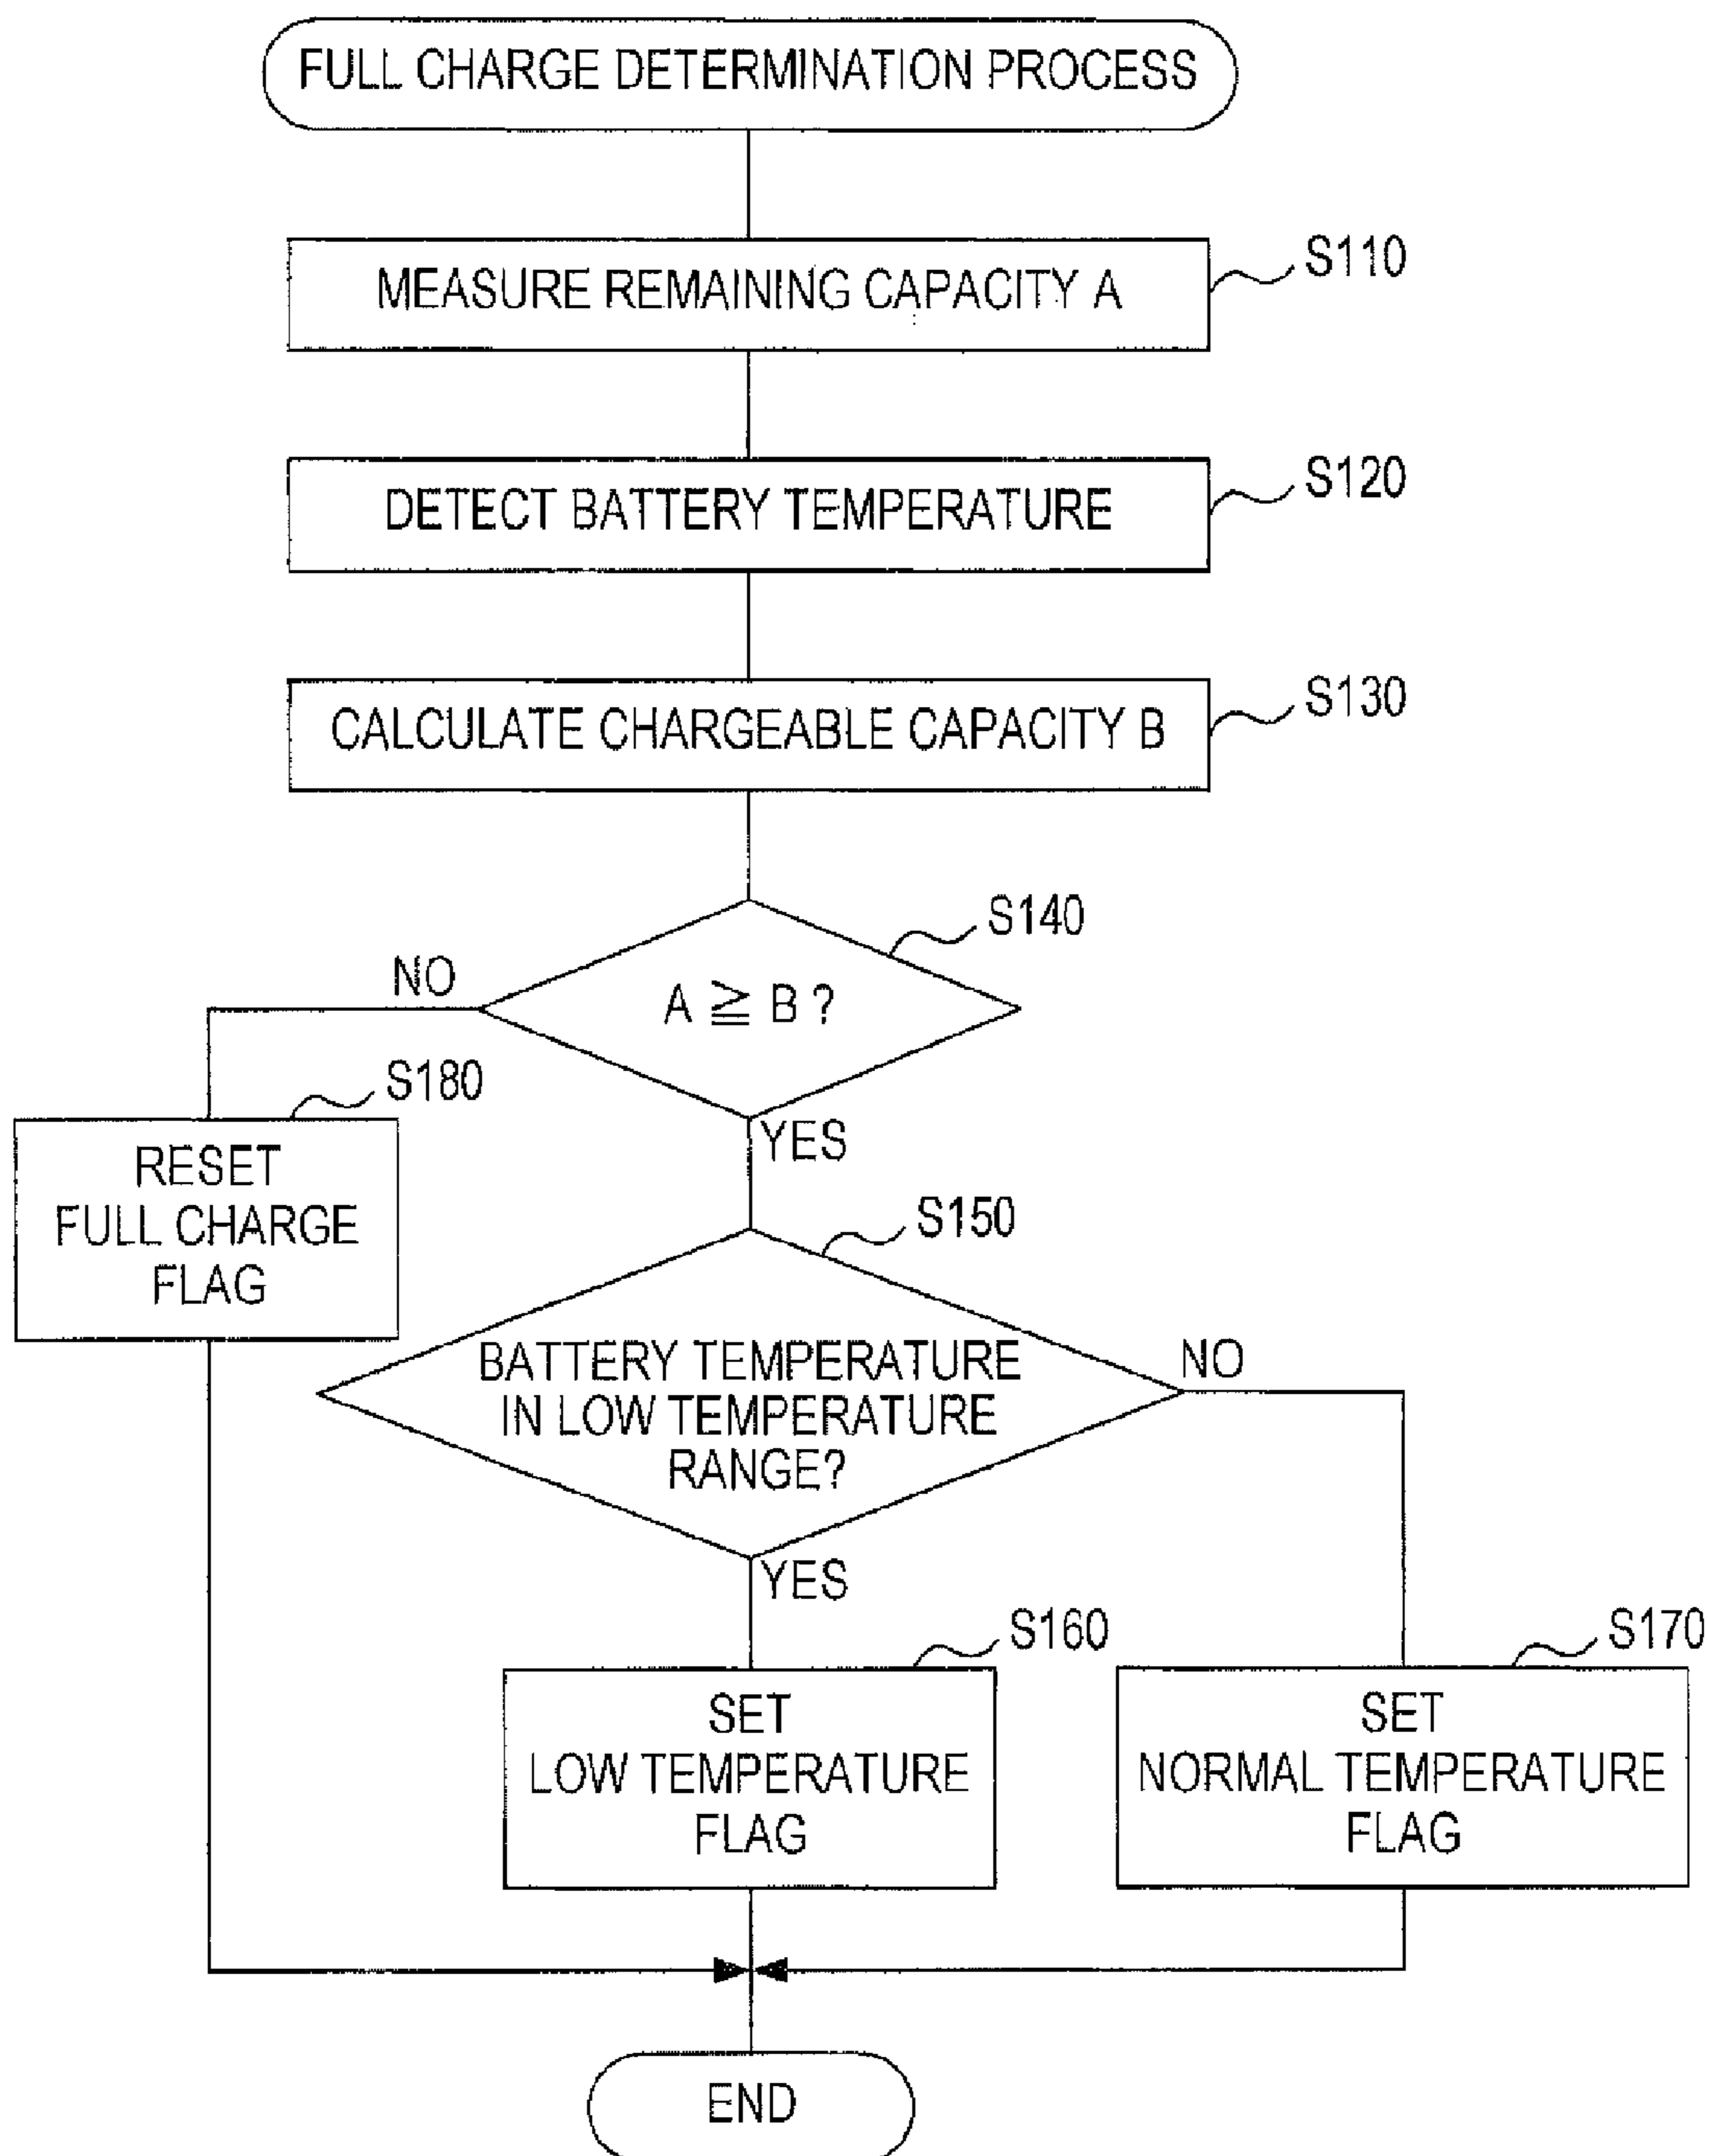 FULL CHARGE DETERMINATION PROCESS
MEASURE REMAINING CAPACITY A
S110
DETECT BATTERY TEMPERATURE
S120
CALCULATE CHARGEABLE CAPACITY B
S130
S140
NO
A ≧ B ?
YES
S180
RESET
FULL CHARGE
FLAG
S150
BATTERY TEMPERATURE
IN LOW TEMPERATURE
RANGE?
NO
YES
S160
SET
LOW TEMPERATURE
FLAG
S170
SET
NORMAL TEMPERATURE
FLAG
END